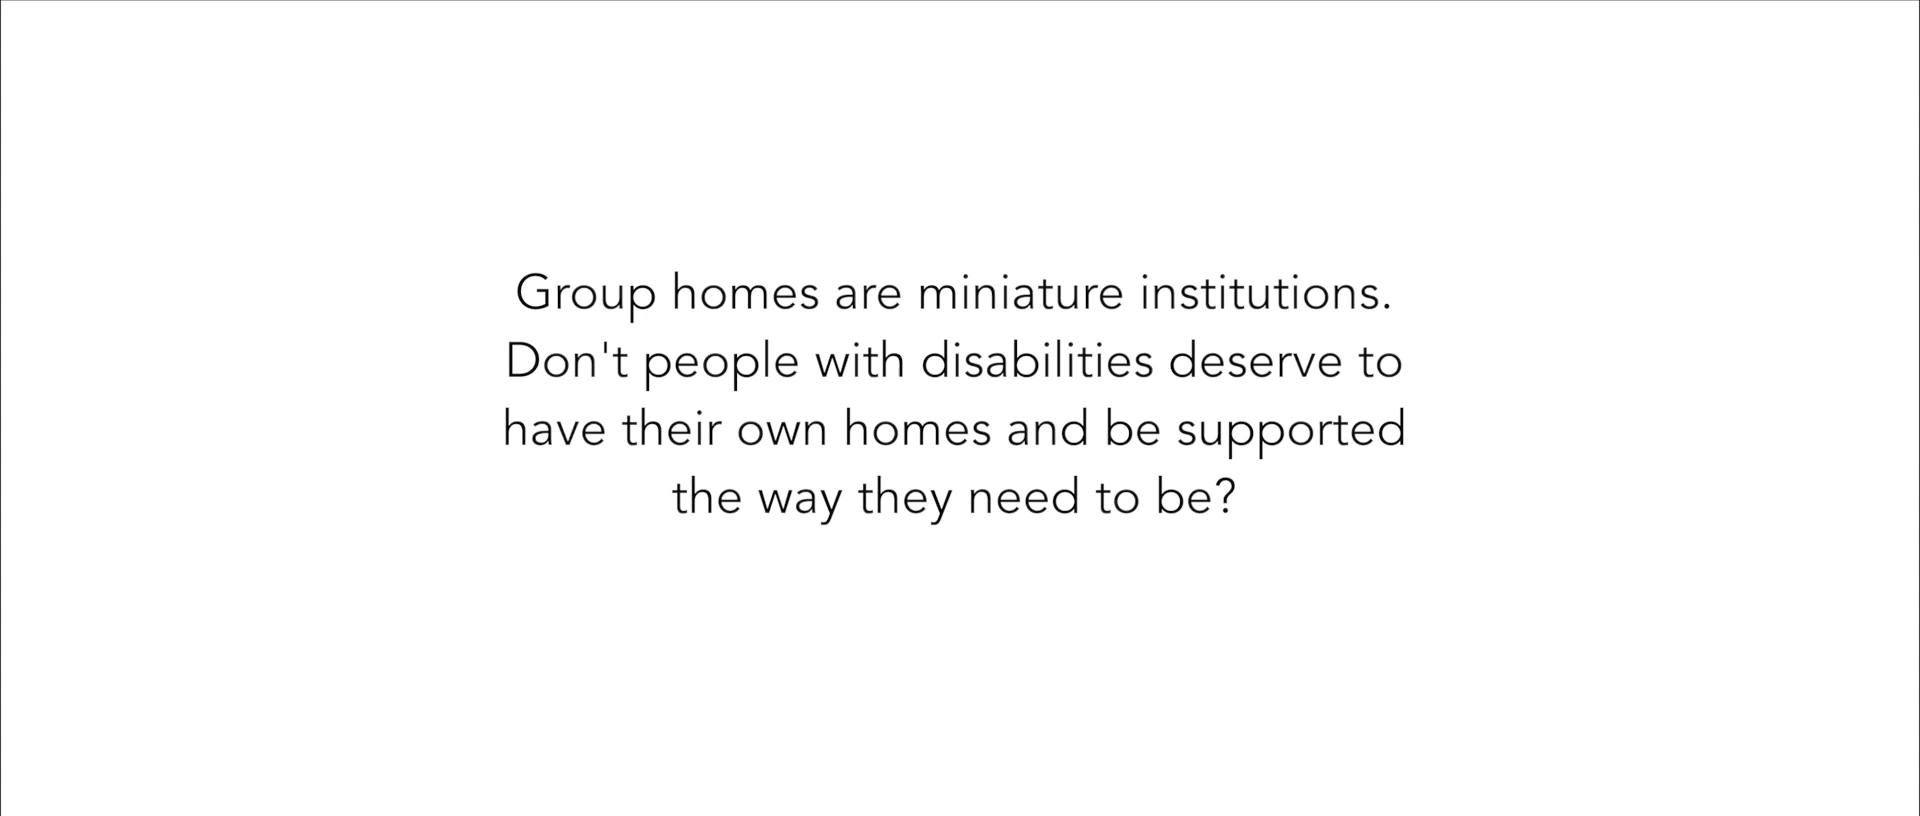 Group homes are miniature institutions.
Don't people with disabilities deserve to
have their own homes and be supported
the way they need to be?